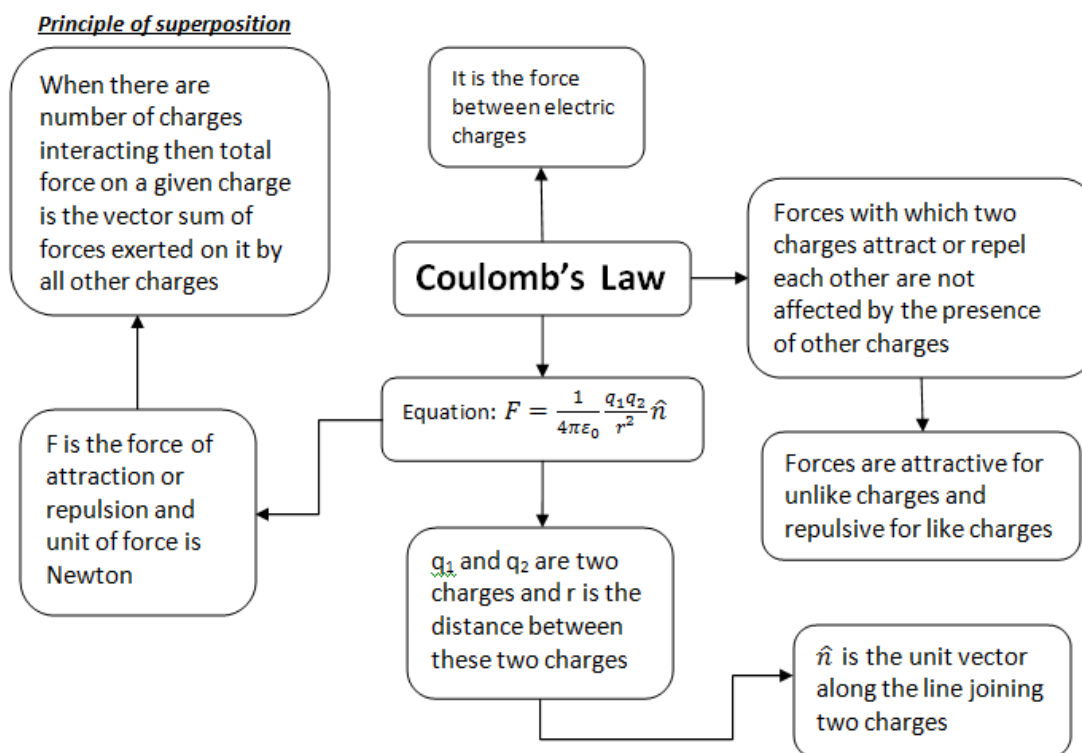 Principle of superposition
When there are
number of charges
interacting then total
force on a given charge
is the vector sum of
forces exerted on it by
all other charges
It is the force
between electric
charges
Coulomb's Law
Forces with which two
charges attract or repel
each other are not
affected by the presence
of other charges
Equation: F = 1/(4πε₀) q₁q₂/r² n̂
F is the force of
attraction or
repulsion and
unit of force is
Newton
Forces are attractive for
unlike charges and
repulsive for like charges
q₁ and q₂ are two
charges and r is the
distance between
these two charges
n̂ is the unit vector
along the line joining
two charges